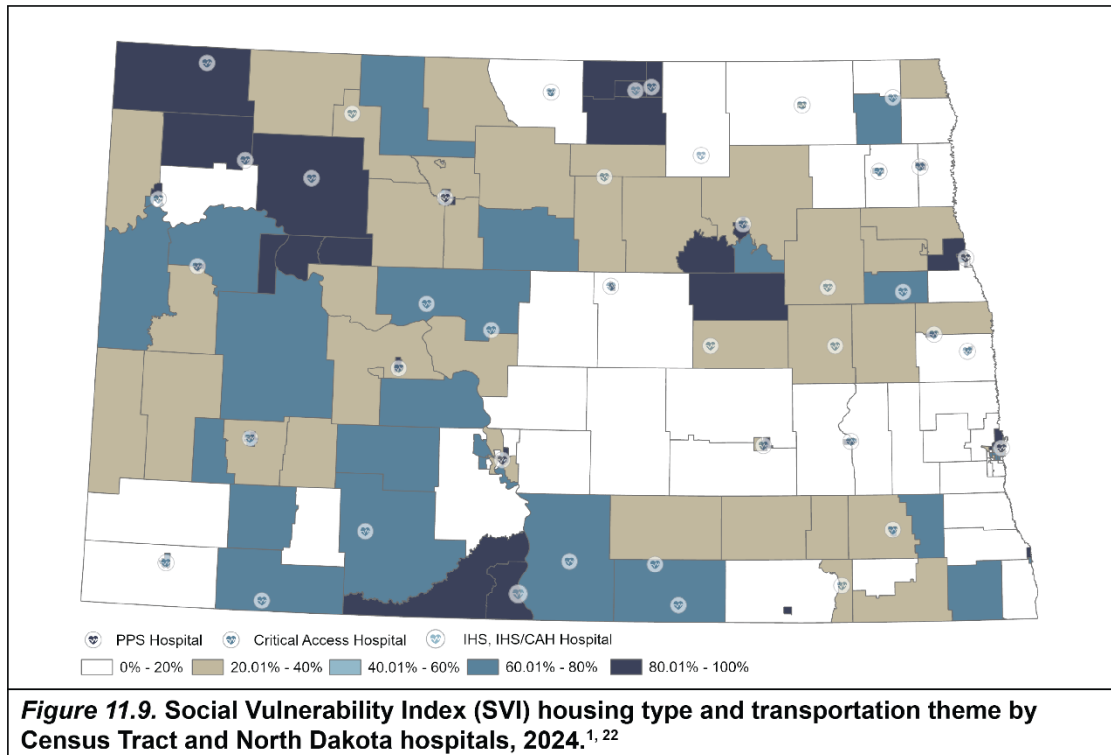 PPS Hospital Critical Access Hospital IHS, IHS/CAH Hospital
0% - 20% 20.01% - 40% 40.01% - 60% 60.01% - 80% 80.01% - 100%
Figure 11.9. Social Vulnerability Index (SVI) housing type and transportation theme by
Census Tract and North Dakota hospitals, 2024.1, 22